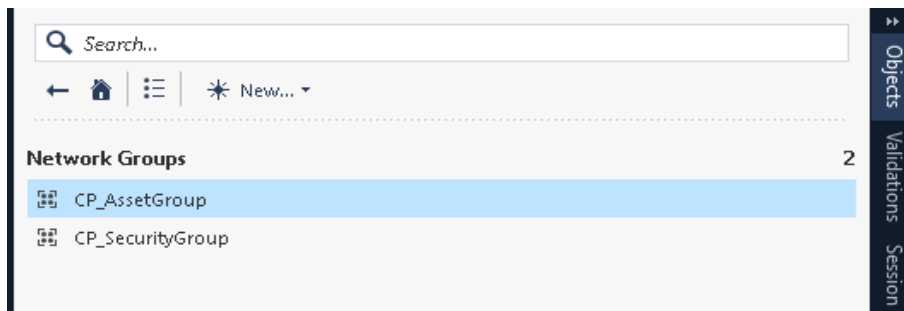 Search...
New...
Network Groups 2
CP_AssetGroup
CP_SecurityGroup
Objects
Validations
Session